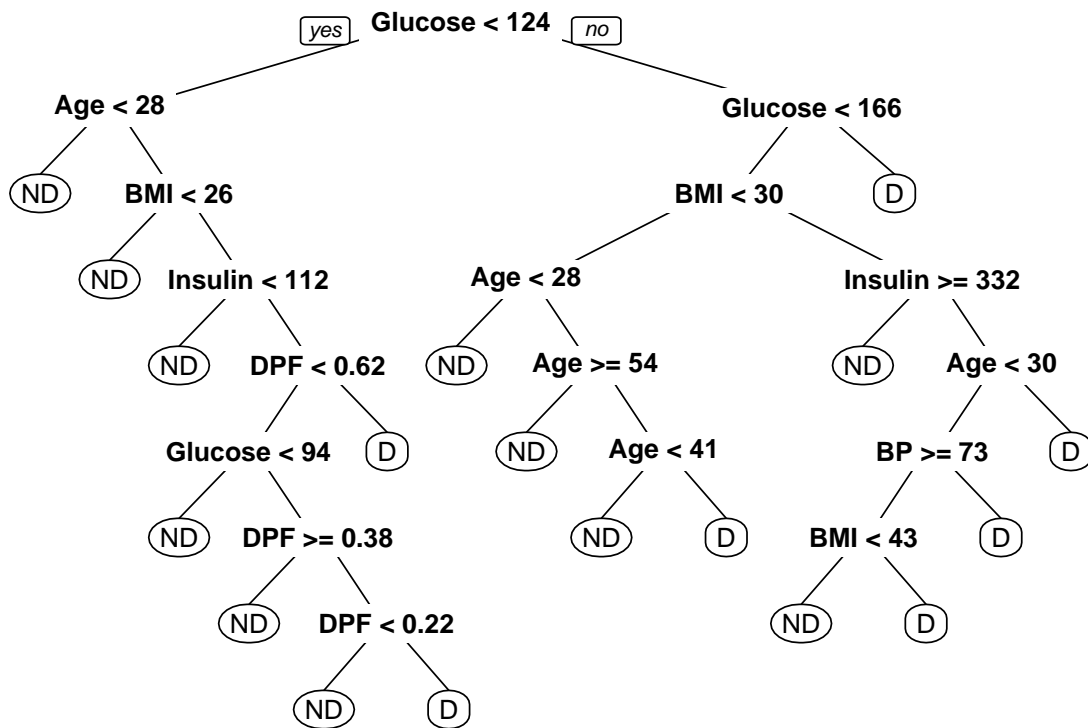 yes Glucose < 124 no
Age < 28 Glucose < 166
ND BMI < 26 BMI < 30 D
ND Insulin < 112 Age < 28 Insulin >= 332
ND DPF < 0.62 ND Age >= 54 ND Age < 30
Glucose < 94 D ND Age < 41 BP >= 73 D
ND DPF >= 0.38 ND D BMI < 43 D
ND DPF < 0.22 ND D
ND D